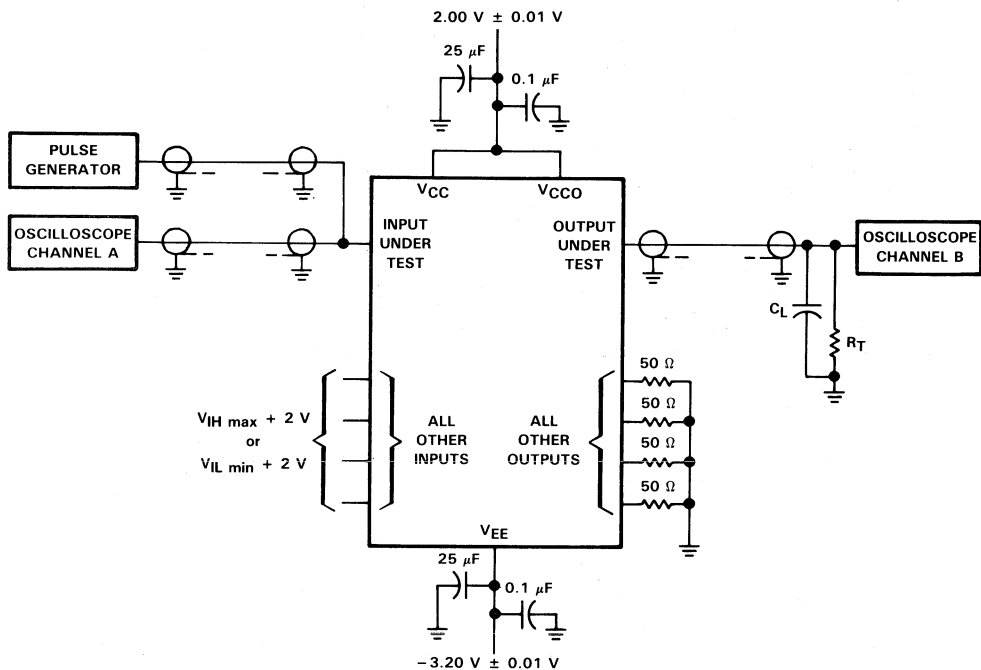 2.00 V ± 0.01 V
25 μF
0.1 μF
PULSE
GENERATOR
OSCILLOSCOPE
CHANNEL A
VCC
VCCO
INPUT
UNDER
TEST
OUTPUT
UNDER
TEST
OSCILLOSCOPE
CHANNEL B
CL
RT
VIH max + 2 V
or
VIL min + 2 V
ALL
OTHER
INPUTS
ALL
OTHER
OUTPUTS
50 Ω
50 Ω
50 Ω
50 Ω
VEE
25 μF
0.1 μF
−3.20 V ± 0.01 V